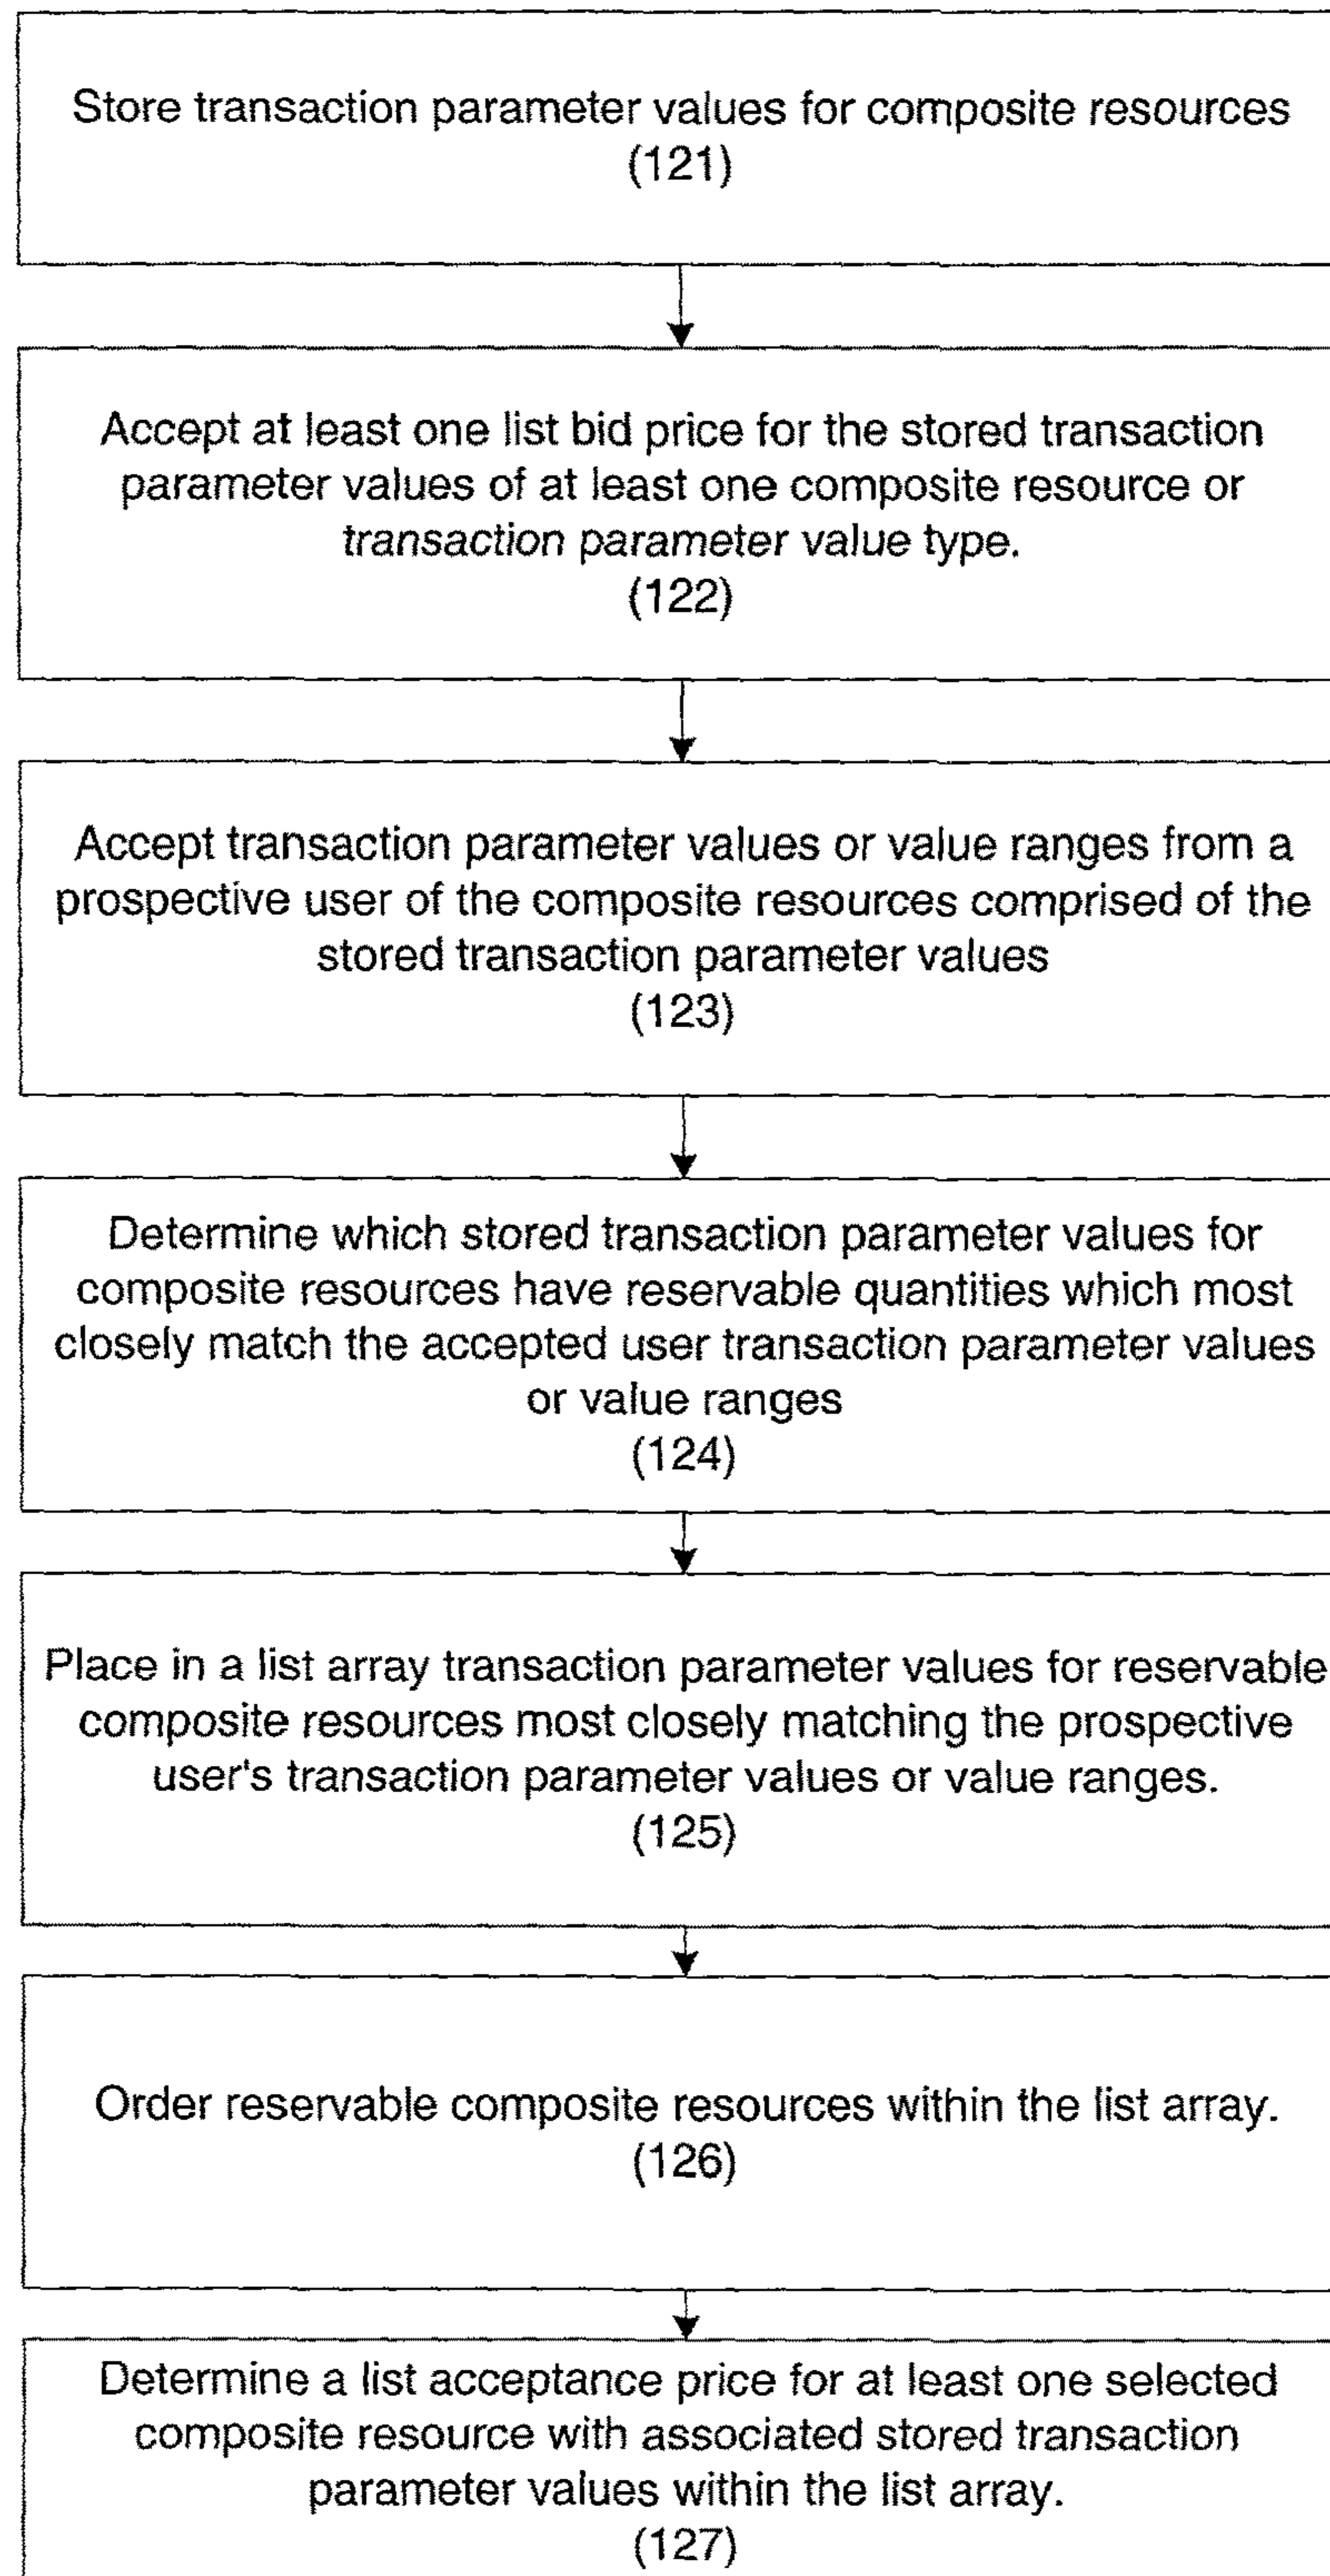 Store transaction parameter values for composite resources
(121)
Accept at least one list bid price for the stored transaction
parameter values of at least one composite resource or
transaction parameter value type.
(122)
Accept transaction parameter values or value ranges from a
prospective user of the composite resources comprised of the
stored transaction parameter values
(123)
Determine which stored transaction parameter values for
composite resources have reservable quantities which most
closely match the accepted user transaction parameter values
or value ranges
(124)
Place in a list array transaction parameter values for reservable
composite resources most closely matching the prospective
user's transaction parameter values or value ranges.
(125)
Order reservable composite resources within the list array.
(126)
Determine a list acceptance price for at least one selected
composite resource with associated stored transaction
parameter values within the list array.
(127)